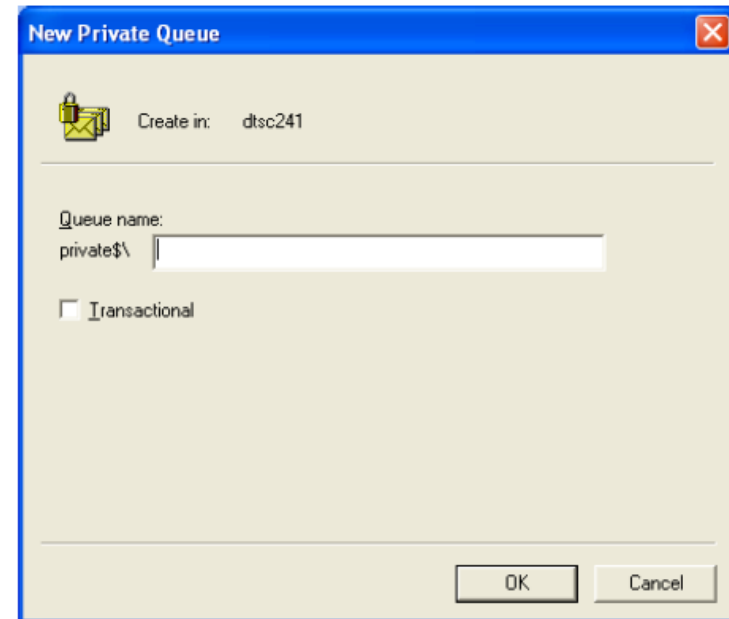 New Private Queue
Create in: dtsc241
Queue name:
private$\
Transactional
OK Cancel